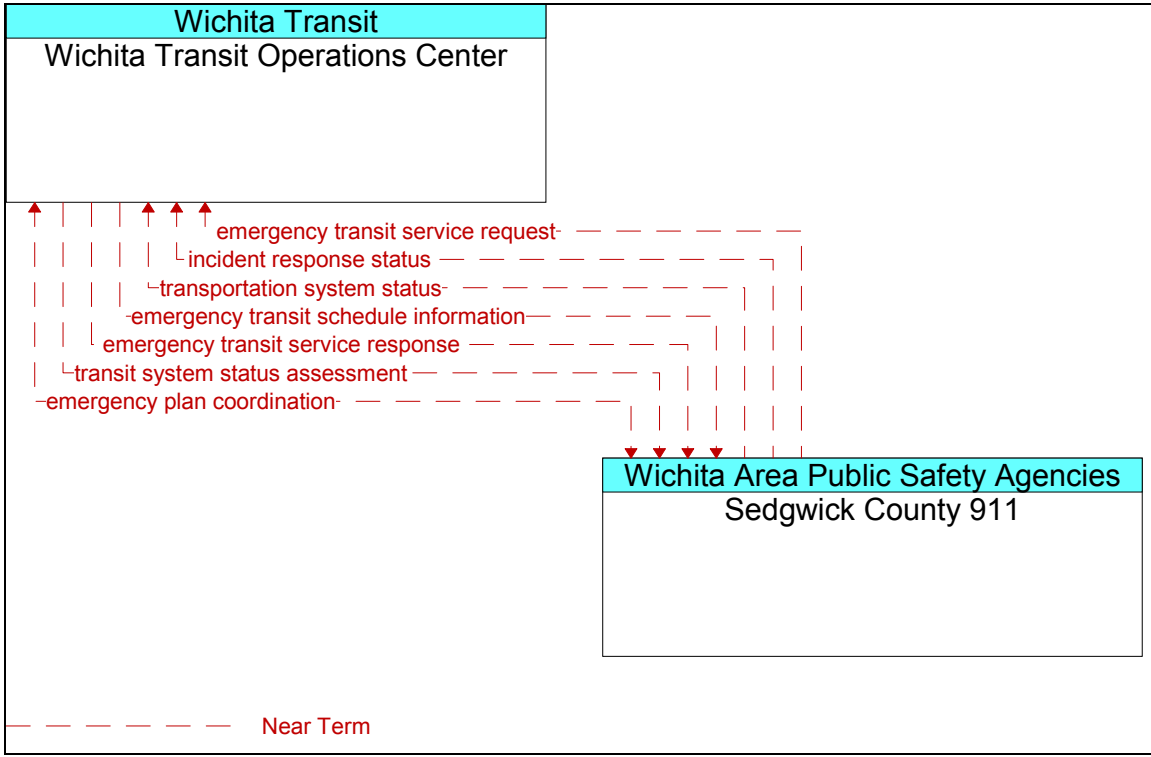 Wichita Transit
Wichita Transit Operations Center
emergency transit service request
incident response status
transportation system status
emergency transit schedule information
emergency transit service response
transit system status assessment
emergency plan coordination
Wichita Area Public Safety Agencies
Sedgwick County 911
Near Term